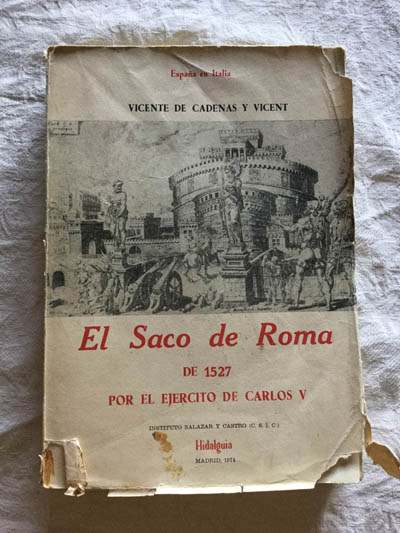 España en Italia
VICENTE DE CADENAS Y VICENT
El Saco de Roma
DE 1527
POR EL EJERCITO DE CARLOS V
INSTITUTO SALAZAR Y CASTRO (C. S. I. C.)
Hidalguia
MADRID, 1974